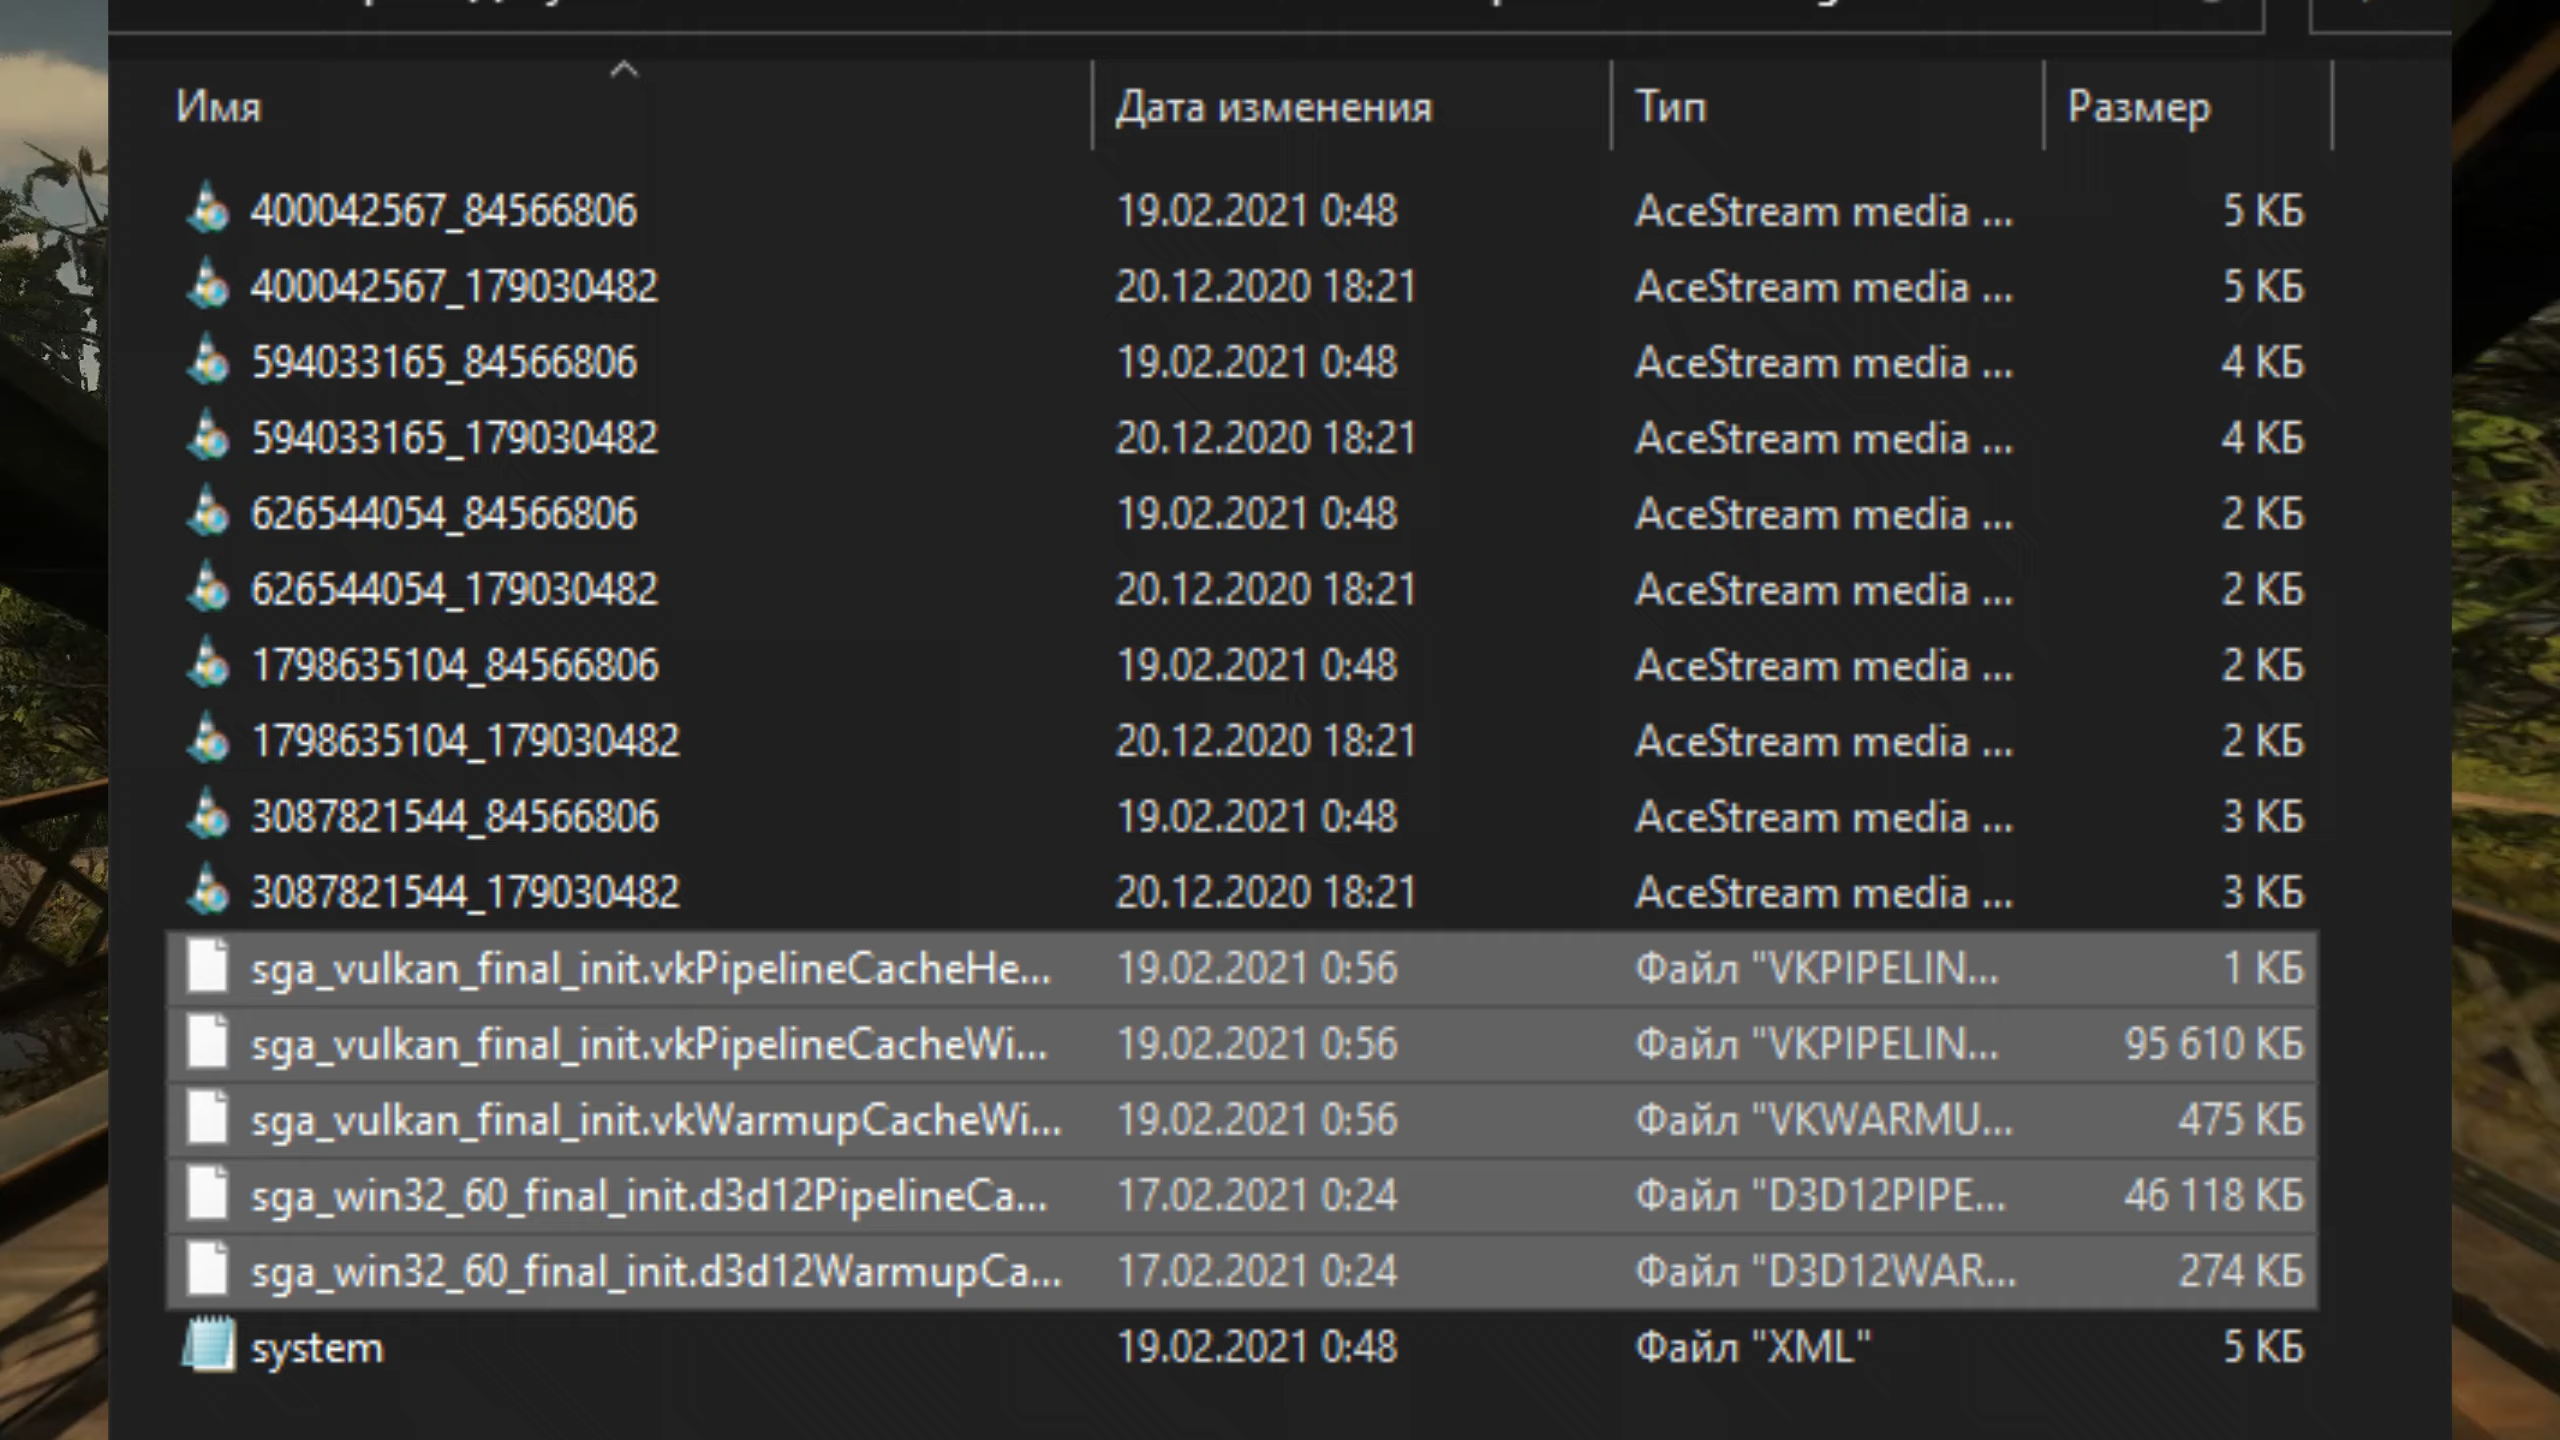 Имя Дата изменения Тип Размер
400042567_84566806 19.02.2021 0:48 AceStream media ... 5 КБ
400042567_179030482 20.12.2020 18:21 AceStream media ... 5 КБ
594033165_84566806 19.02.2021 0:48 AceStream media ... 4 КБ
594033165_179030482 20.12.2020 18:21 AceStream media ... 4 КБ
626544054_84566806 19.02.2021 0:48 AceStream media ... 2 КБ
626544054_179030482 20.12.2020 18:21 AceStream media ... 2 КБ
1798635104_84566806 19.02.2021 0:48 AceStream media ... 2 КБ
1798635104_179030482 20.12.2020 18:21 AceStream media ... 2 КБ
3087821544_84566806 19.02.2021 0:48 AceStream media ... 3 КБ
3087821544_179030482 20.12.2020 18:21 AceStream media ... 3 КБ
sga_vulkan_final_init.vkPipelineCacheHe... 19.02.2021 0:56 Файл "VKPIPELIN... 1 КБ
sga_vulkan_final_init.vkPipelineCacheWi... 19.02.2021 0:56 Файл "VKPIPELIN... 95 610 КБ
sga_vulkan_final_init.vkWarmupCacheWi... 19.02.2021 0:56 Файл "VKWARMU... 475 КБ
sga_win32_60_final_init.d3d12PipelineCa... 17.02.2021 0:24 Файл "D3D12PIPE... 46 118 КБ
sga_win32_60_final_init.d3d12WarmupCa... 17.02.2021 0:24 Файл "D3D12WAR... 274 КБ
system 19.02.2021 0:48 Файл "XML" 5 КБ